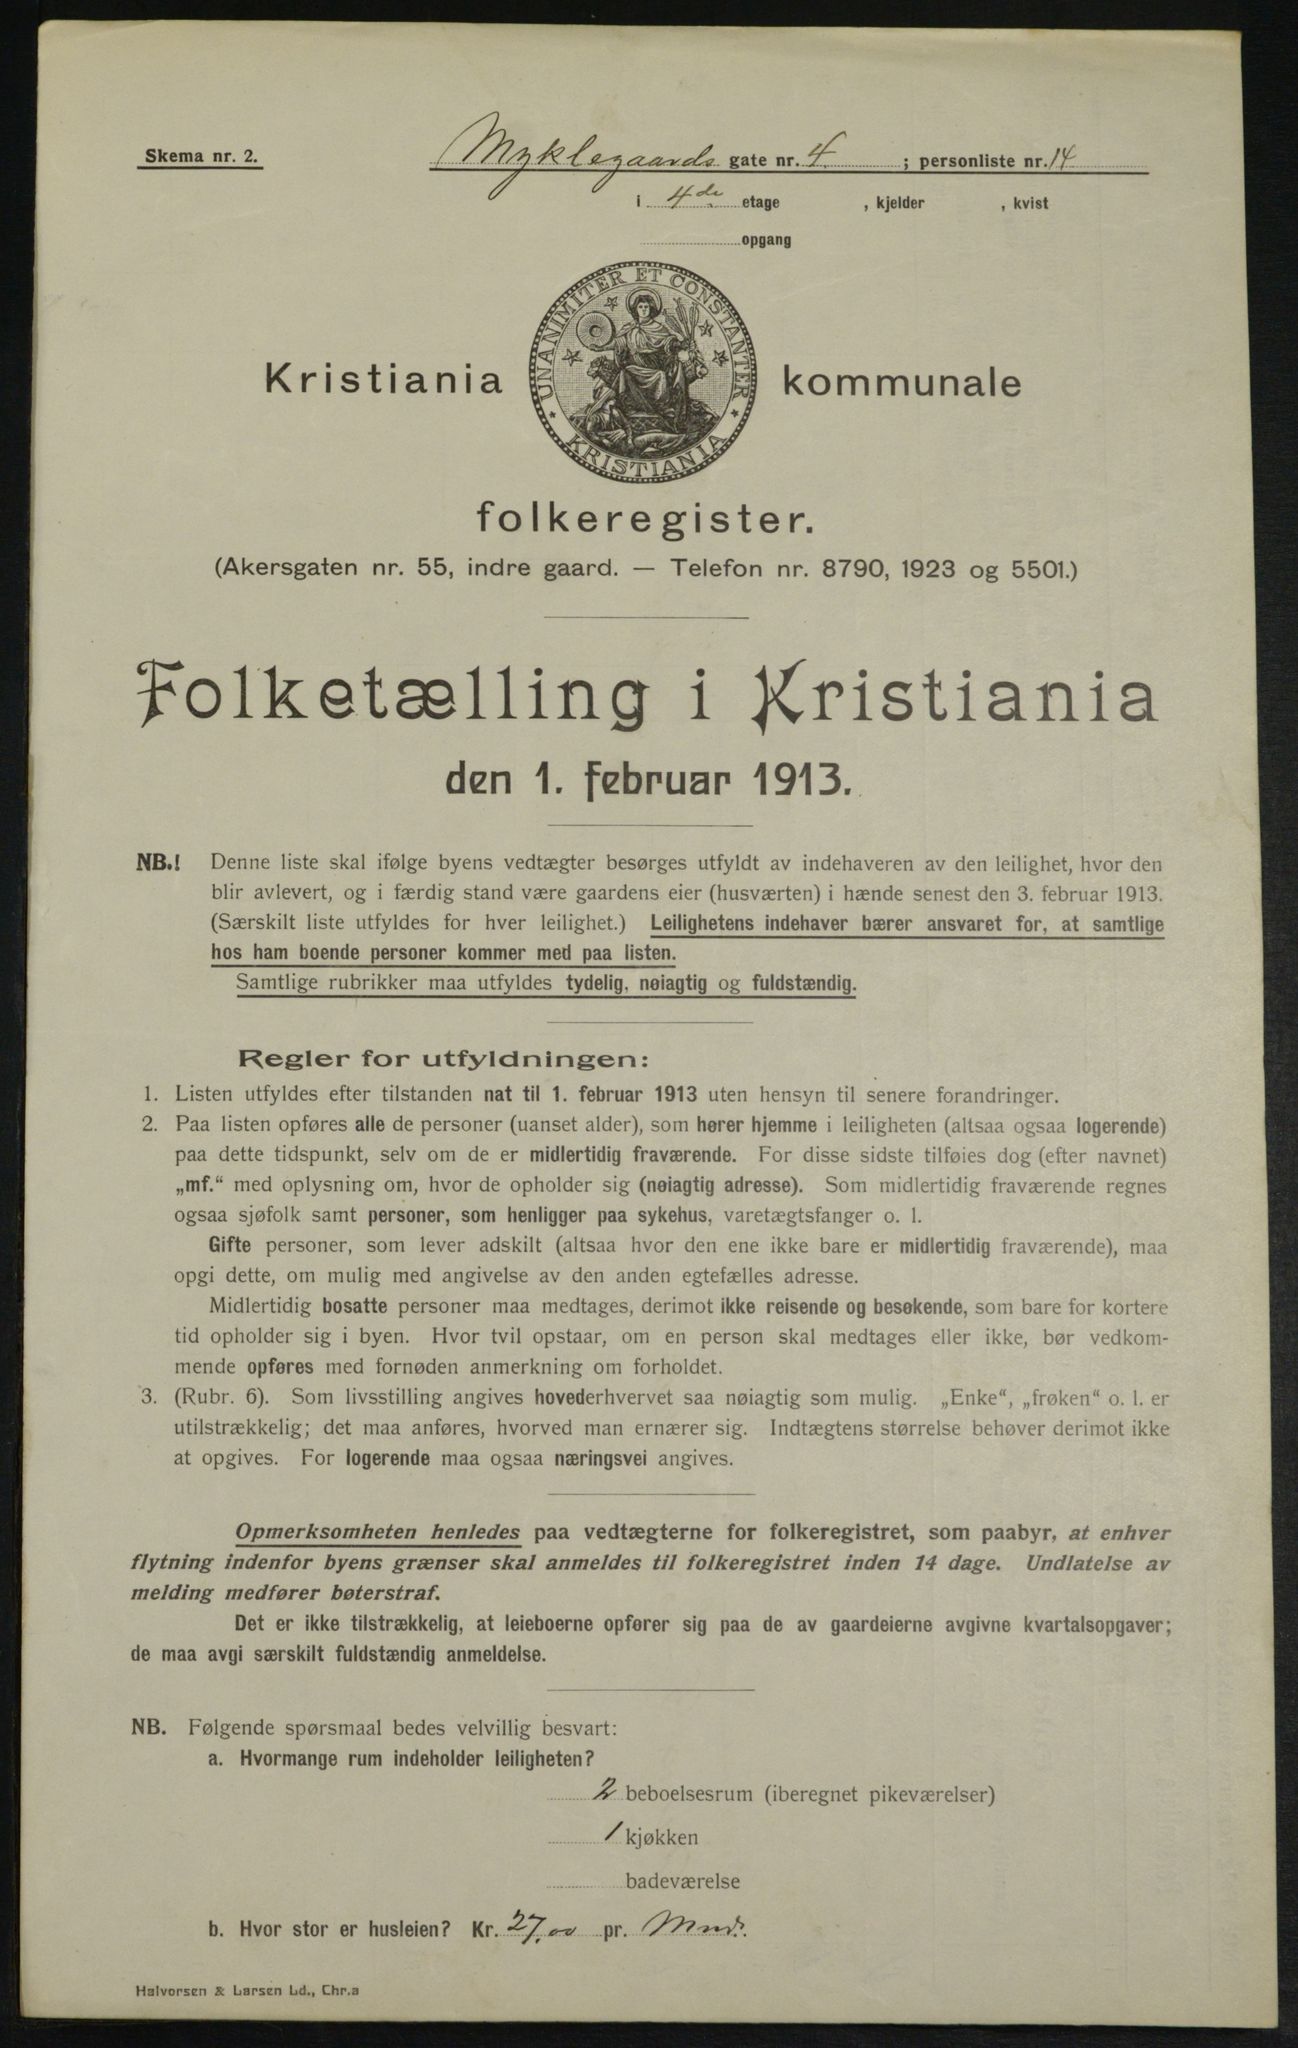 Skema nr. 2.
Myklegaards gate nr. 4 ; personliste nr. 14
i 4de etage , kjelder , kvist
opgang
UNANIMITER ET CONSTANTER
KRISTIANIA
Kristiania kommunale
folkeregister.
(Akersgaten nr. 55, indre gaard. — Telefon nr. 8790, 1923 og 5501.)
Folketælling i Kristiania
den 1. februar 1913.
NB.! Denne liste skal ifølge byens vedtægter besørges utfyldt av indehaveren av den leilighet, hvor den
blir avlevert, og i færdig stand være gaardens eier (husværten) i hænde senest den 3. februar 1913.
(Særskilt liste utfyldes for hver leilighet.) Leilighetens indehaver bærer ansvaret for, at samtlige
hos ham boende personer kommer med paa listen.
Samtlige rubrikker maa utfyldes tydelig, nøiagtig og fuldstændig.
Regler for utfyldningen:
1. Listen utfyldes efter tilstanden nat til 1. februar 1913 uten hensyn til senere forandringer.
2. Paa listen opføres alle de personer (uanset alder), som hører hjemme i leiligheten (altsaa ogsaa logerende)
paa dette tidspunkt, selv om de er midlertidig fraværende. For disse sidste tilføies dog (efter navnet)
„mf.“ med oplysning om, hvor de opholder sig (nøiagtig adresse). Som midlertidig fraværende regnes
ogsaa sjøfolk samt personer, som henligger paa sykehus, varetægtsfanger o. l.
Gifte personer, som lever adskilt (altsaa hvor den ene ikke bare er midlertidig fraværende), maa
opgi dette, om mulig med angivelse av den anden egtefælles adresse.
Midlertidig bosatte personer maa medtages, derimot ikke reisende og besøkende, som bare for kortere
tid opholder sig i byen. Hvor tvil opstaar, om en person skal medtages eller ikke, bør vedkom-
mende opføres med fornøden anmerkning om forholdet.
3. (Rubr. 6). Som livsstilling angives hovederhvervet saa nøiagtig som mulig. „Enke“, „frøken“ o. l. er
utilstrækkelig; det maa anføres, hvorved man ernærer sig. Indtægtens størrelse behøver derimot ikke
at opgives. For logerende maa ogsaa næringsvei angives.
Opmerksomheten henledes paa vedtægterne for folkeregistret, som paabyr, at enhver
flytning indenfor byens grænser skal anmeldes til folkeregistret inden 14 dage. Undlatelse av
melding medfører bøterstraf.
Det er ikke tilstrækkelig, at leieboerne opfører sig paa de av gaardeierne avgivne kvartalsopgaver;
de maa avgi særskilt fuldstændig anmeldelse.
NB. Følgende spørsmaal bedes velvillig besvart:
a. Hvormange rum indeholder leiligheten?
2 beboelsesrum (iberegnet pikeværelser)
1 kjøkken
badeværelse
b. Hvor stor er husleien? Kr. 27,00 pr. Mnd.
Halvorsen & Larsen Ld., Chr.a